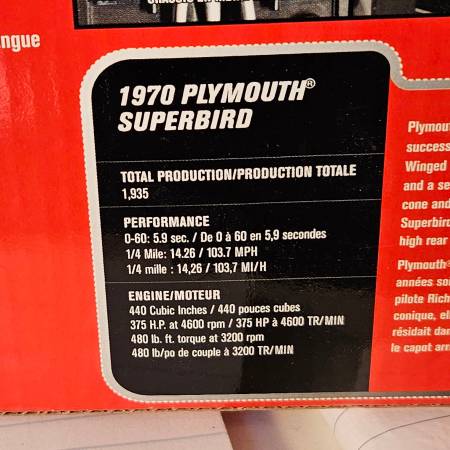 ngue
1970 PLYMOUTH®
SUPERBIRD
TOTAL PRODUCTION/PRODUCTION TOTALE
1,935
PERFORMANCE
0-60: 5.9 sec. / De 0 à 60 en 5,9 secondes
1/4 Mile: 14.26 / 103.7 MPH
1/4 mille : 14,26 / 103,7 MI/H
ENGINE/MOTEUR
440 Cubic Inches / 440 pouces cubes
375 H.P. at 4600 rpm / 375 HP à 4600 TR/MIN
480 lb. ft. torque at 3200 rpm
480 lb/po de couple à 3200 TR/MIN
Plymou
success
Winged
and a se
cone and
Superbird
high rear
Plymouth®
années so
pilote Rich
conique, el
résidait dan
le capot arr